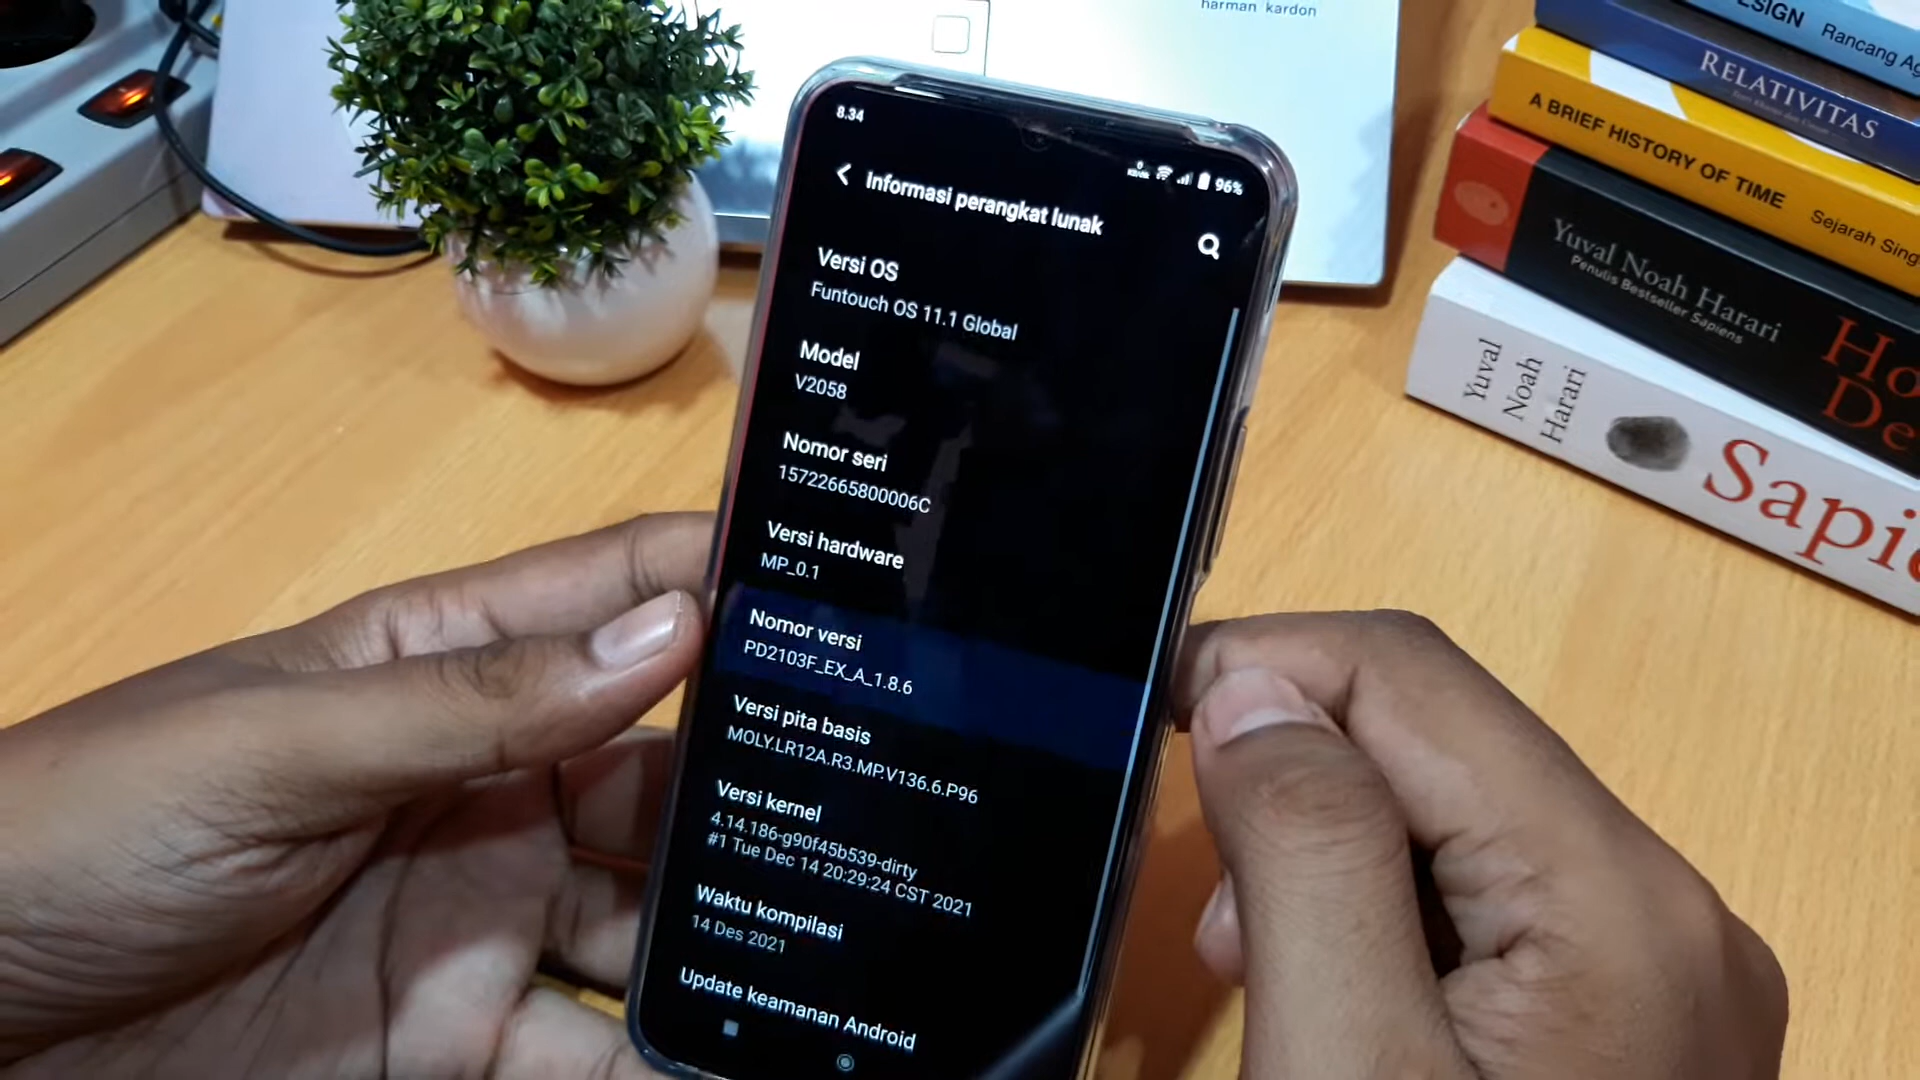 harman kardon
8.34
96%
Informasi perangkat lunak
Versi OS
Funtouch OS 11.1 Global
Model
V2058
Nomor seri
15722665800006C
Versi hardware
MP_0.1
Nomor versi
PD2103F_EX_A_1.8.6
Versi pita basis
MOLY.LR12A.R3.MP.V136.6.P96
Versi kernel
4.14.186-g90f45b539-dirty
#1 Tue Dec 14 20:29:24 CST 2021
Waktu kompilasi
14 Des 2021
Update keamanan Android
ESIGN Rancang Ag
RELATIVITAS
A BRIEF HISTORY OF TIME Sejarah Sing
Yuval Noah Harari
Penulis Bestseller Sapiens
Ho
De
Yuval
Noah
Harari
Sapie